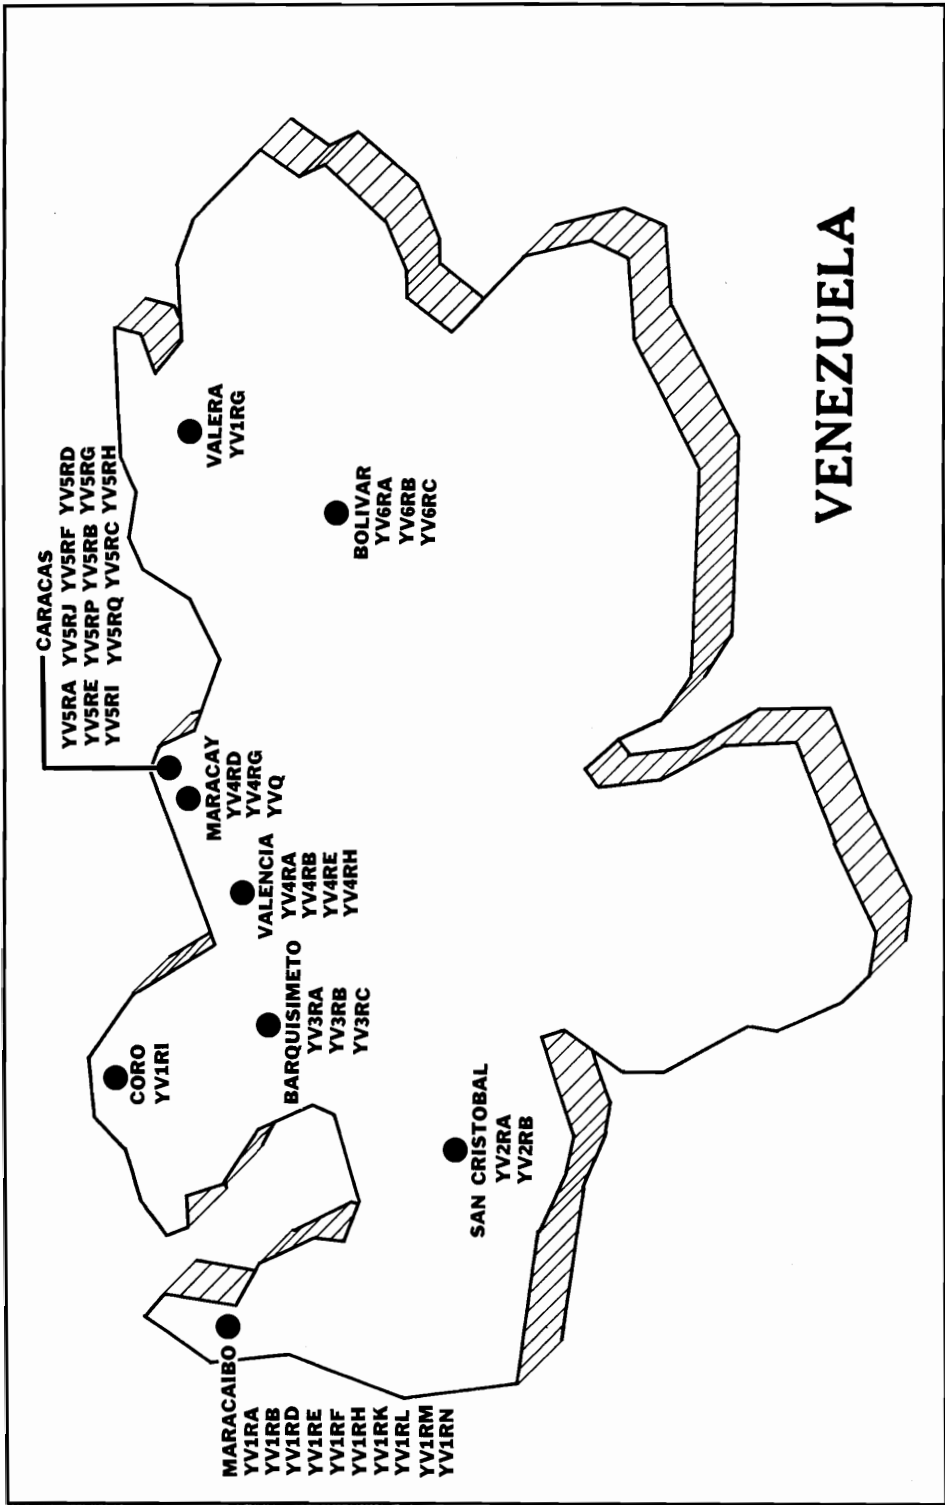 CARACAS
YV5RA YV5RJ YV5RF YV5RD
YV5RE YV5RP YV5RB YV5RG
YV5RI YV5RQ YV5RC YV5RH
CORO
YV1RI
MARACAY
YV4RD
YV4RG
YVQ
VALERA
YV1RG
MARACAIBO
YV1RA
YV1RB
YV1RD
YV1RE
YV1RF
YV1RH
YV1RK
YV1RL
YV1RM
YV1RN
VALENCIA
YV4RA
YV4RB
YV4RE
YV4RH
BARQUISIMETO
YV3RA
YV3RB
YV3RC
BOLIVAR
YV6RA
YV6RB
YV6RC
SAN CRISTOBAL
YV2RA
YV2RB
VENEZUELA